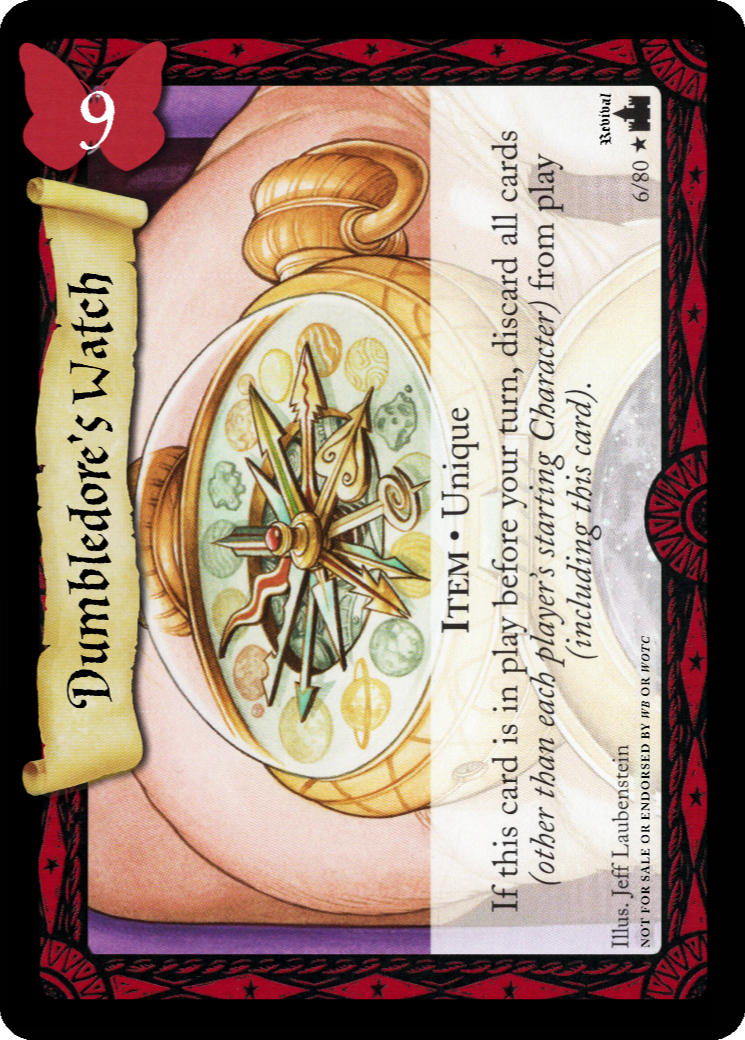 9
Dumbledore's Watch
ITEM • Unique
If this card is in play before your turn, discard all cards
(other than each player's starting Character) from play
(including this card).
Illus. Jeff Laubenstein
NOT FOR SALE OR ENDORSED BY WB OR WOTC
Revival
6/80 ★